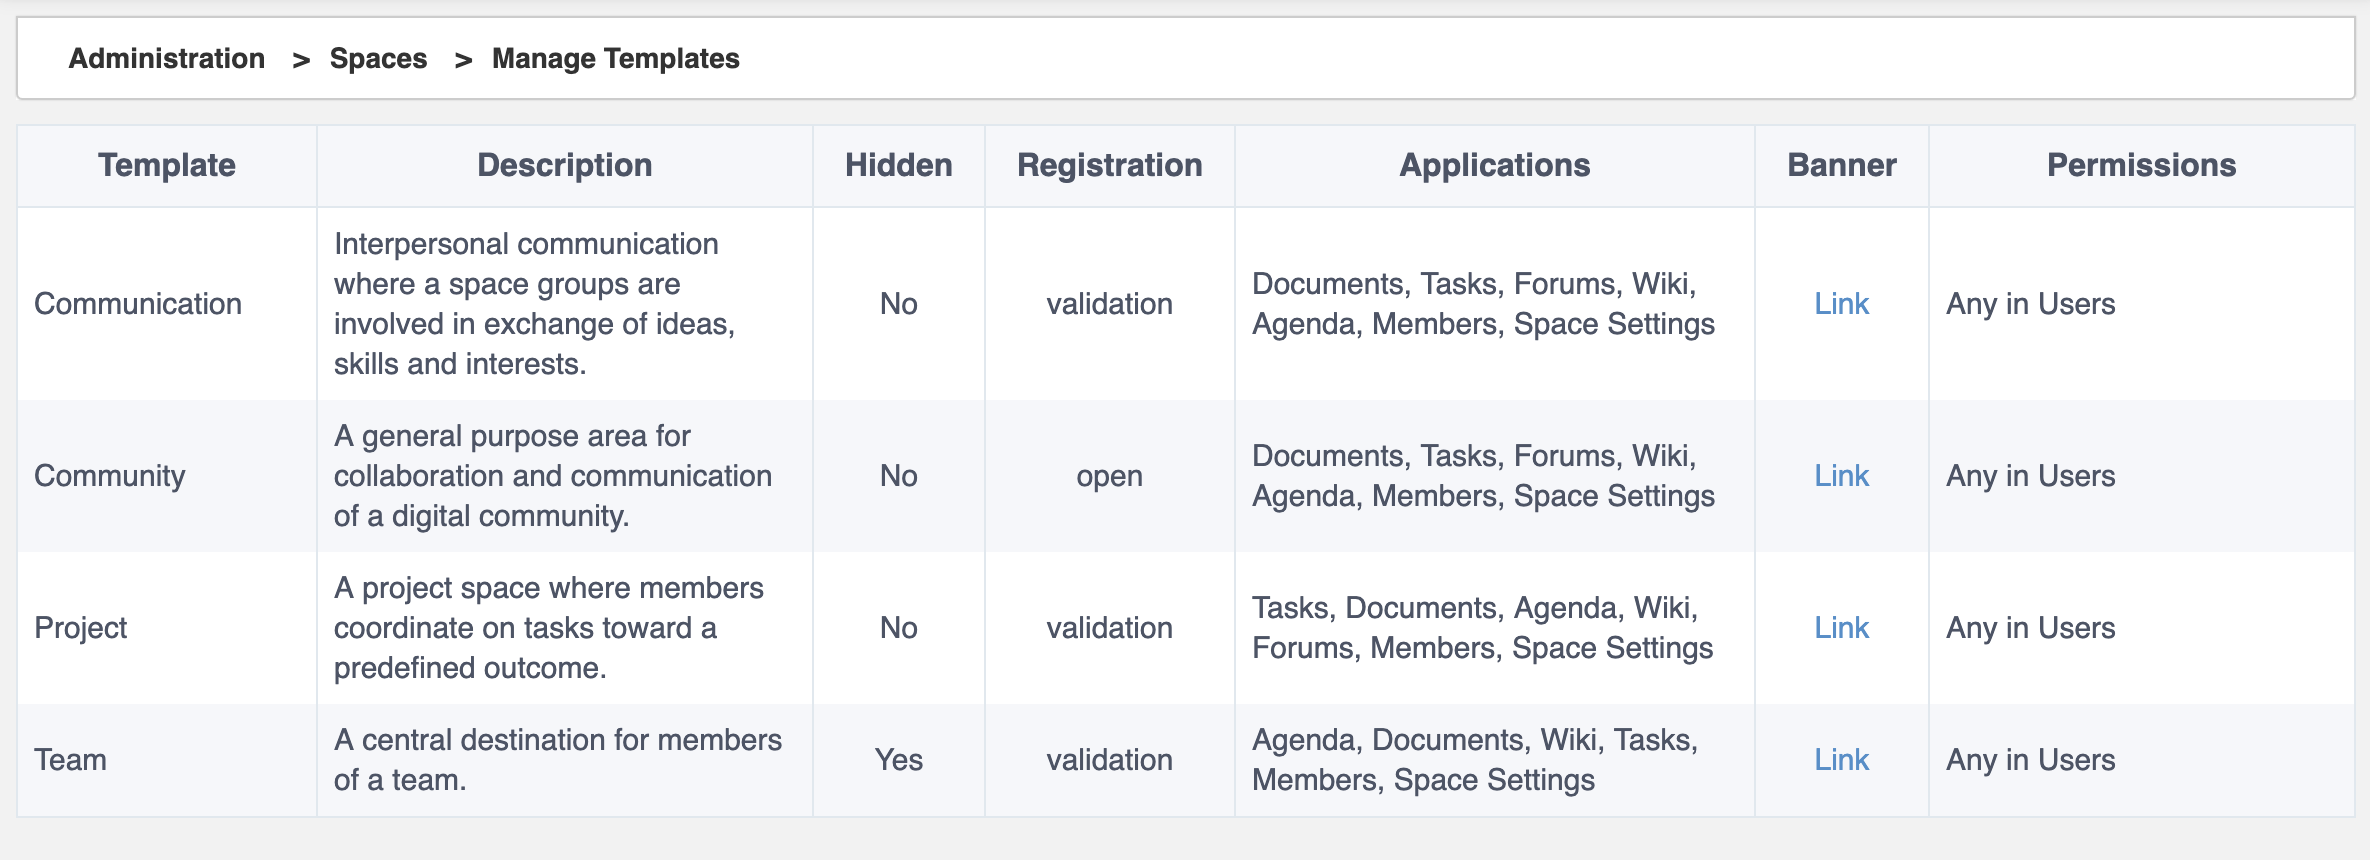 Administration > Spaces > Manage Templates
Template Description Hidden Registration Applications Banner Permissions
Communication
Interpersonal communication
where a space groups are
involved in exchange of ideas,
skills and interests.
No
validation
Documents, Tasks, Forums, Wiki,
Agenda, Members, Space Settings
Link
Any in Users
Community
A general purpose area for
collaboration and communication
of a digital community.
No
open
Documents, Tasks, Forums, Wiki,
Agenda, Members, Space Settings
Link
Any in Users
Project
A project space where members
coordinate on tasks toward a
predefined outcome.
No
validation
Tasks, Documents, Agenda, Wiki,
Forums, Members, Space Settings
Link
Any in Users
Team
A central destination for members
of a team.
Yes
validation
Agenda, Documents, Wiki, Tasks,
Members, Space Settings
Link
Any in Users